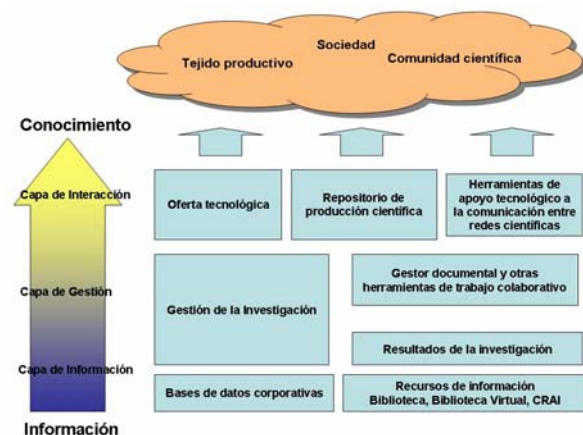 Sociedad
Tejido productivo
Comunidad científica
Conocimiento
Capa de Interacción
Oferta tecnológica
Repositorio de
producción científica
Herramientas de
apoyo tecnológico a
la comunicación entre
redes científicas
Capa de Gestión
Gestión de la Investigación
Gestor documental y otras
herramientas de trabajo colaborativo
Resultados de la investigación
Capa de Información
Bases de datos corporativas
Recursos de información
Biblioteca, Biblioteca Virtual, CRAI
Información